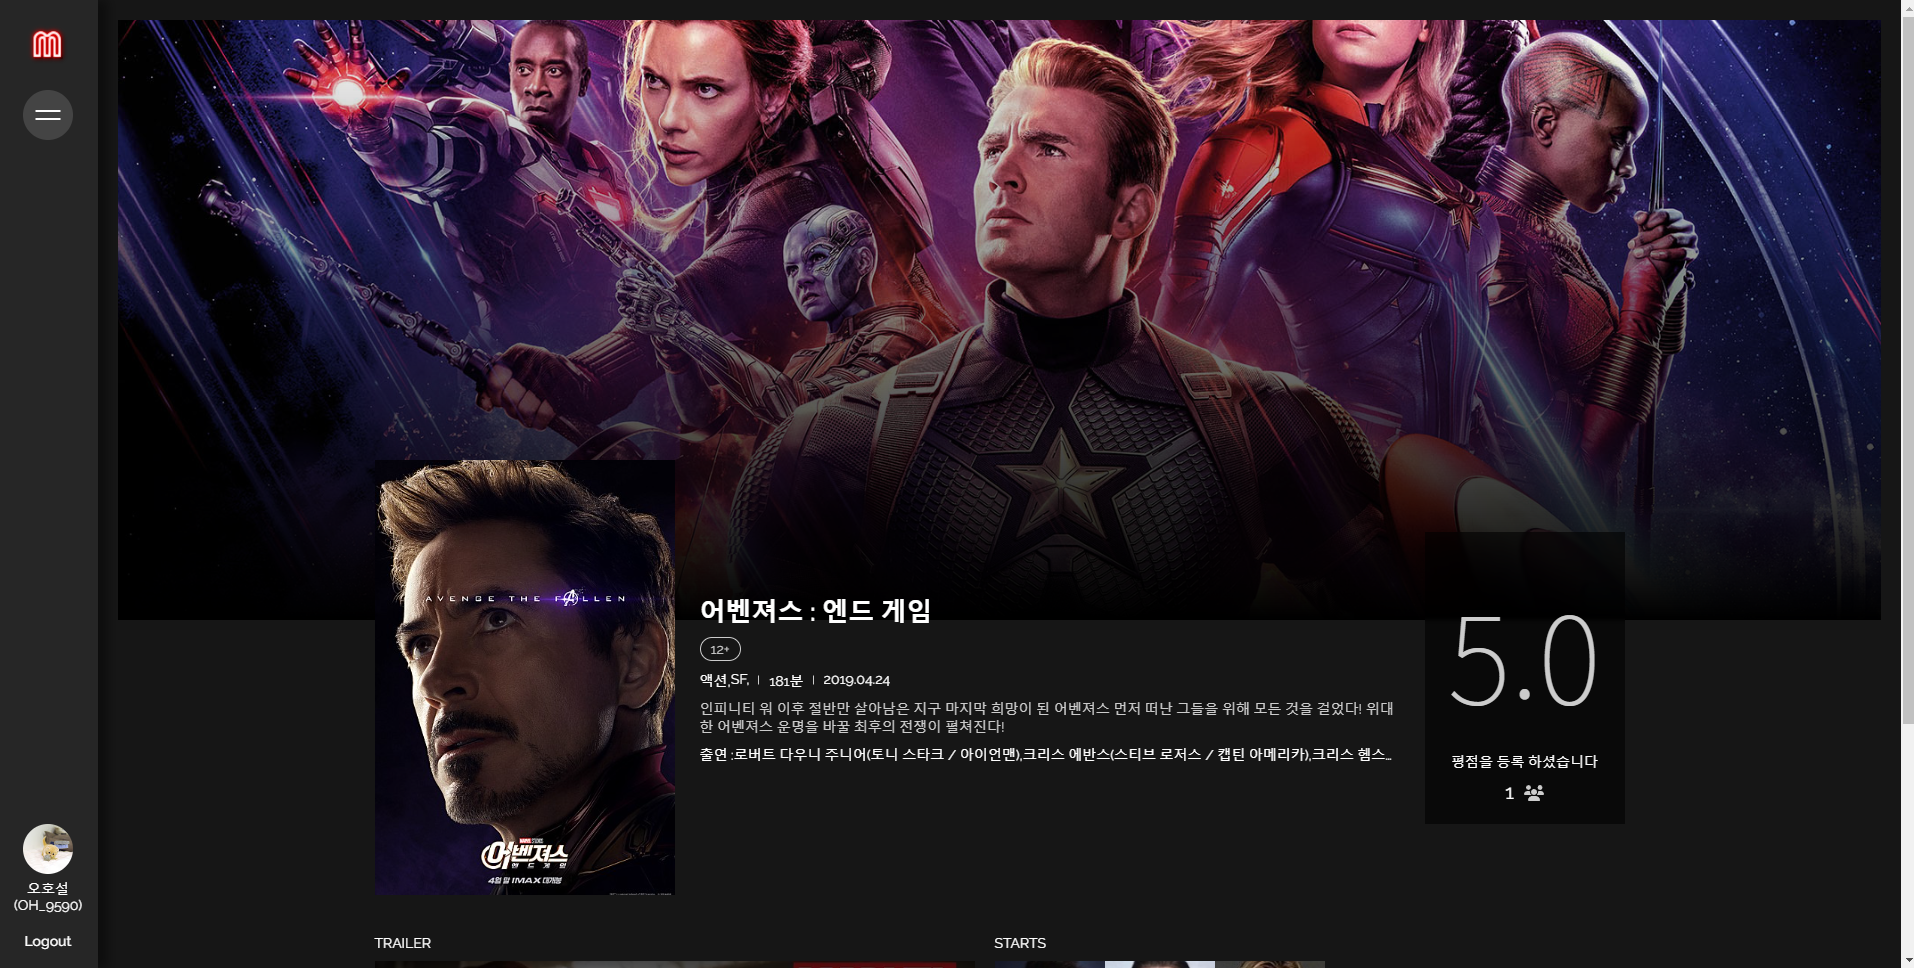 AVENGE THE FALLEN
MARVEL STUDIOS
어벤져스
엔드게임
4월 말 IMAX 대개봉
어벤져스 : 엔드 게임
12+
액션,SF,
181분
2019.04.24
인피니티 워 이후 절반만 살아남은 지구 마지막 희망이 된 어벤져스 먼저 떠난 그들을 위해 모든 것을 걸었다! 위대
한 어벤져스 운명을 바꿀 최후의 전쟁이 펼쳐진다!
출연 :로버트 다우니 주니어(토니 스타크 / 아이언맨),크리스 에반스(스티브 로저스 / 캡틴 아메리카),크리스 헴스...
5.0
평점을 등록 하셨습니다
1
오호설
(OH_9590)
Logout
TRAILER
STARTS